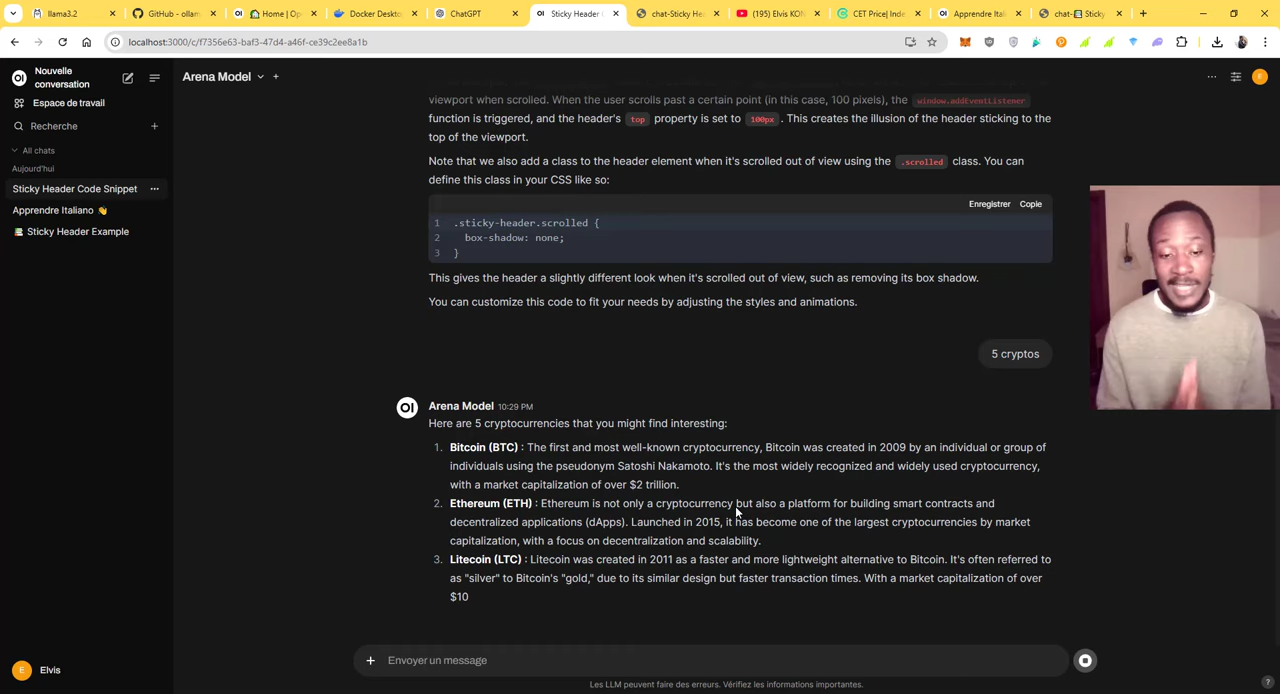 llama3.2
GitHub - ollam
Home | Op
Docker Deskto
ChatGPT
Sticky Header
chat-Sticky Hea
(195) Elvis KON
CET Price| Inde
Apprendre Itali
chat- Sticky
localhost:3000/c/f7356e63-baf3-47d4-a46f-ce39c2ee8a1b
OI
Nouvelle
conversation
Arena Model
Espace de travail
Recherche
All chats
Aujourd'hui
Sticky Header Code Snippet
Apprendre Italiano
Sticky Header Example
viewport when scrolled. When the user scrolls past a certain point (in this case, 100 pixels), the window.addEventListener
function is triggered, and the header's top property is set to 100px. This creates the illusion of the header sticking to the
top of the viewport.
Note that we also add a class to the header element when it's scrolled out of view using the .scrolled class. You can
define this class in your CSS like so:
Enregistrer Copie
1 .sticky-header.scrolled {
2 box-shadow: none;
3 }
This gives the header a slightly different look when it's scrolled out of view, such as removing its box shadow.
You can customize this code to fit your needs by adjusting the styles and animations.
5 cryptos
OI
Arena Model 10:29 PM
Here are 5 cryptocurrencies that you might find interesting:
1. Bitcoin (BTC) : The first and most well-known cryptocurrency, Bitcoin was created in 2009 by an individual or group of
individuals using the pseudonym Satoshi Nakamoto. It's the most widely recognized and widely used cryptocurrency,
with a market capitalization of over $2 trillion.
2. Ethereum (ETH) : Ethereum is not only a cryptocurrency but also a platform for building smart contracts and
decentralized applications (dApps). Launched in 2015, it has become one of the largest cryptocurrencies by market
capitalization, with a focus on decentralization and scalability.
3. Litecoin (LTC) : Litecoin was created in 2011 as a faster and more lightweight alternative to Bitcoin. It's often referred to
as "silver" to Bitcoin's "gold," due to its similar design but faster transaction times. With a market capitalization of over
$10
Envoyer un message
Les LLM peuvent faire des erreurs. Vérifiez les informations importantes.
E Elvis